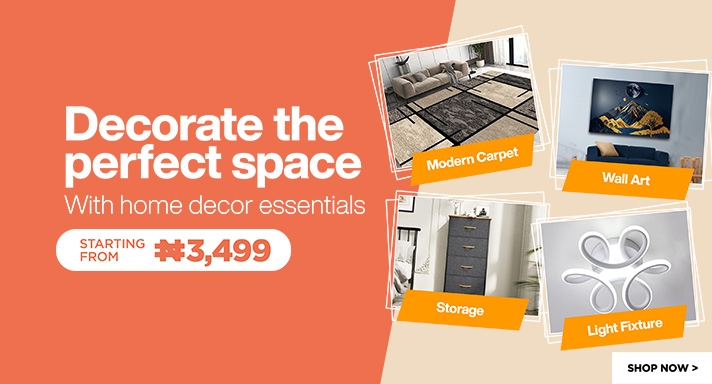 Decorate the
perfect space
With home decor essentials
STARTING
FROM
₦3,499
Modern Carpet
Wall Art
Storage
Light Fixture
SHOP NOW >